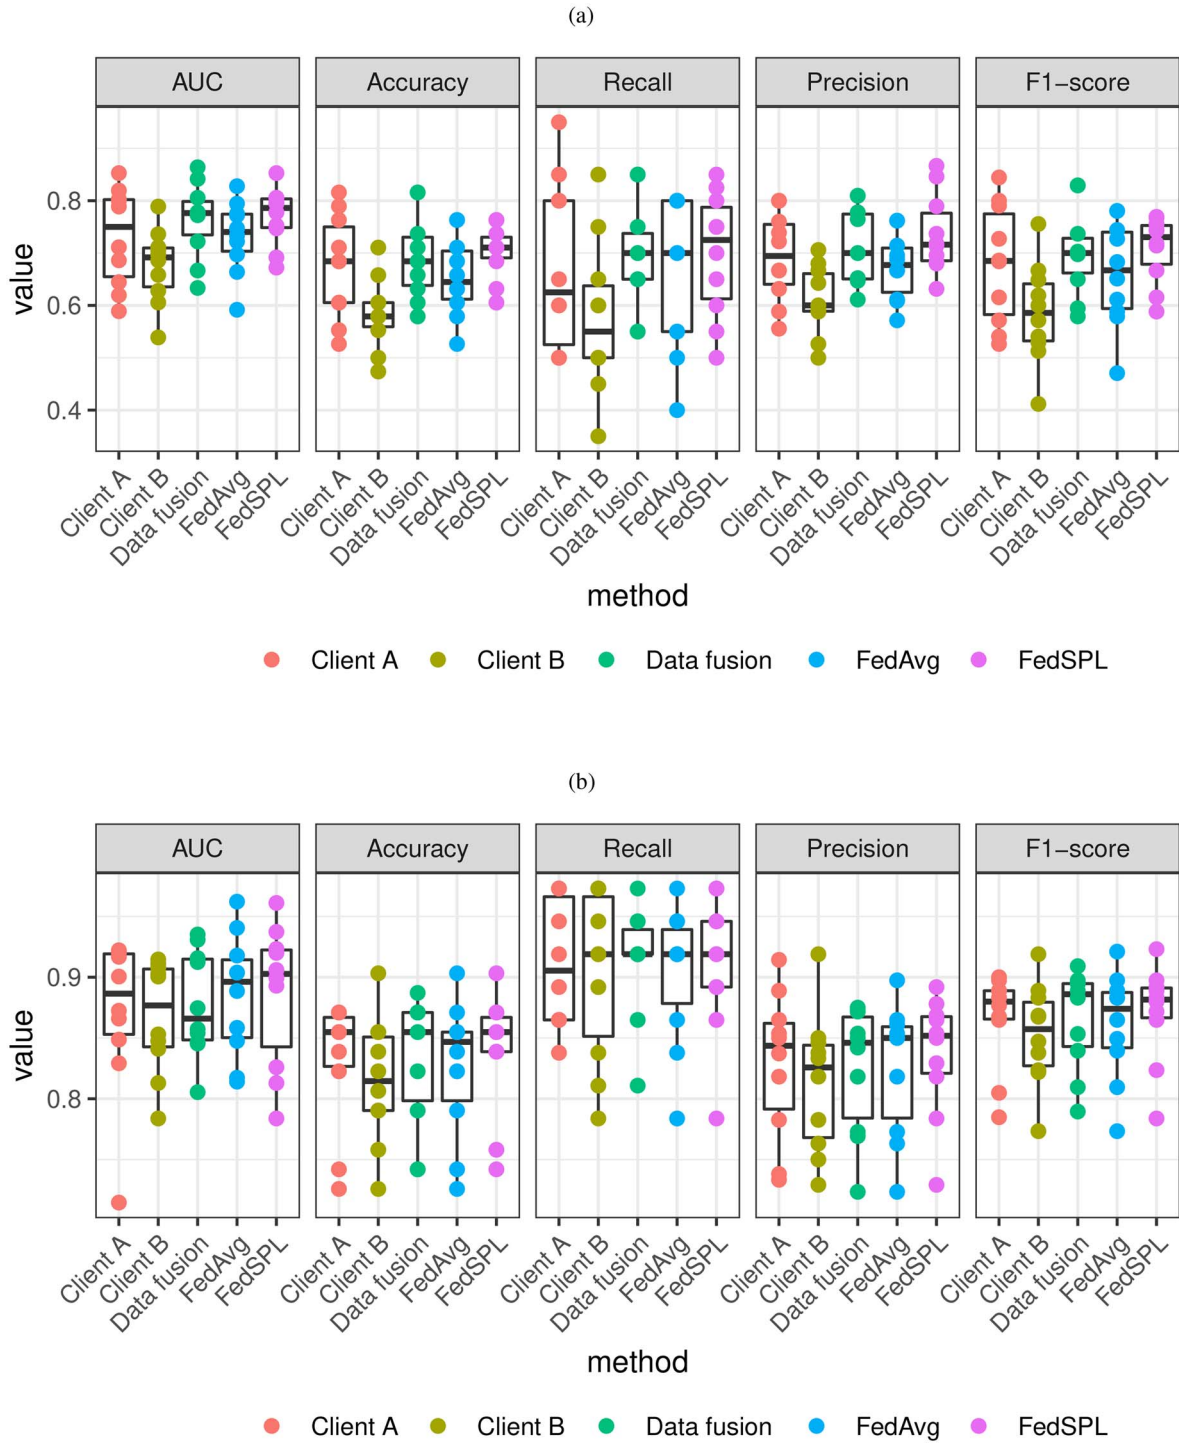 (a)
AUC Accuracy Recall Precision F1−score
value
0.8
0.6
0.4
Client A Client B Data fusion FedAvg FedSPL Client A Client B Data fusion FedAvg FedSPL Client A Client B Data fusion FedAvg FedSPL Client A Client B Data fusion FedAvg FedSPL Client A Client B Data fusion FedAvg FedSPL
method
Client A Client B Data fusion FedAvg FedSPL
(b)
AUC Accuracy Recall Precision F1−score
value
0.9
0.8
Client A Client B Data fusion FedAvg FedSPL Client A Client B Data fusion FedAvg FedSPL Client A Client B Data fusion FedAvg FedSPL Client A Client B Data fusion FedAvg FedSPL Client A Client B Data fusion FedAvg FedSPL
method
Client A Client B Data fusion FedAvg FedSPL